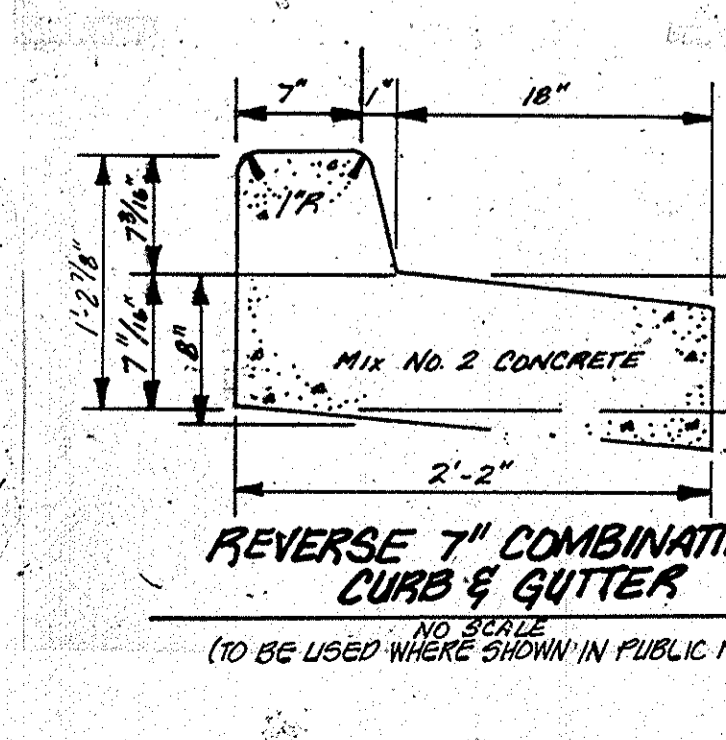 7" 1" 18"
1"R
7 3/16"
1'-2 7/8"
7 11/16"
8"
MIX NO. 2 CONCRETE
2'-2"
REVERSE 7" COMBINATI
CURB & GUTTER
NO SCALE
(TO BE USED WHERE SHOWN IN PUBLIC